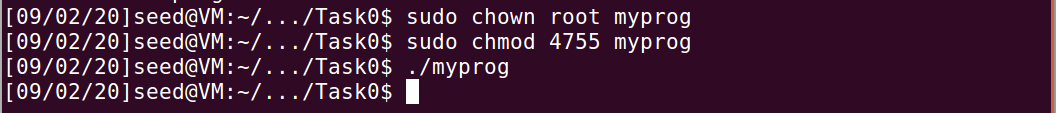 [09/02/20]seed@VM:~/.../Task0$ sudo chown root myprog
[09/02/20]seed@VM:~/.../Task0$ sudo chmod 4755 myprog
[09/02/20]seed@VM:~/.../Task0$ ./myprog
[09/02/20]seed@VM:~/.../Task0$